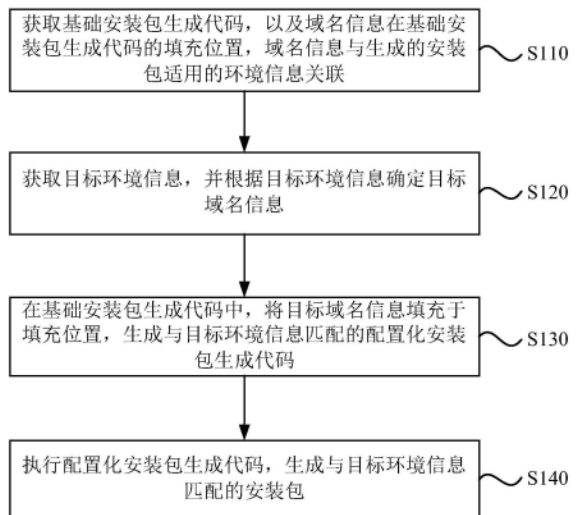 获取基础安装包生成代码，以及域名信息在基础安
装包生成代码的填充位置，域名信息与生成的安装
包适用的环境信息关联
S110
获取目标环境信息，并根据目标环境信息确定目标
域名信息
S120
在基础安装包生成代码中，将目标域名信息填充于
填充位置，生成与目标环境信息匹配的配置化安装
包生成代码
S130
执行配置化安装包生成代码，生成与目标环境信息
匹配的安装包
S140